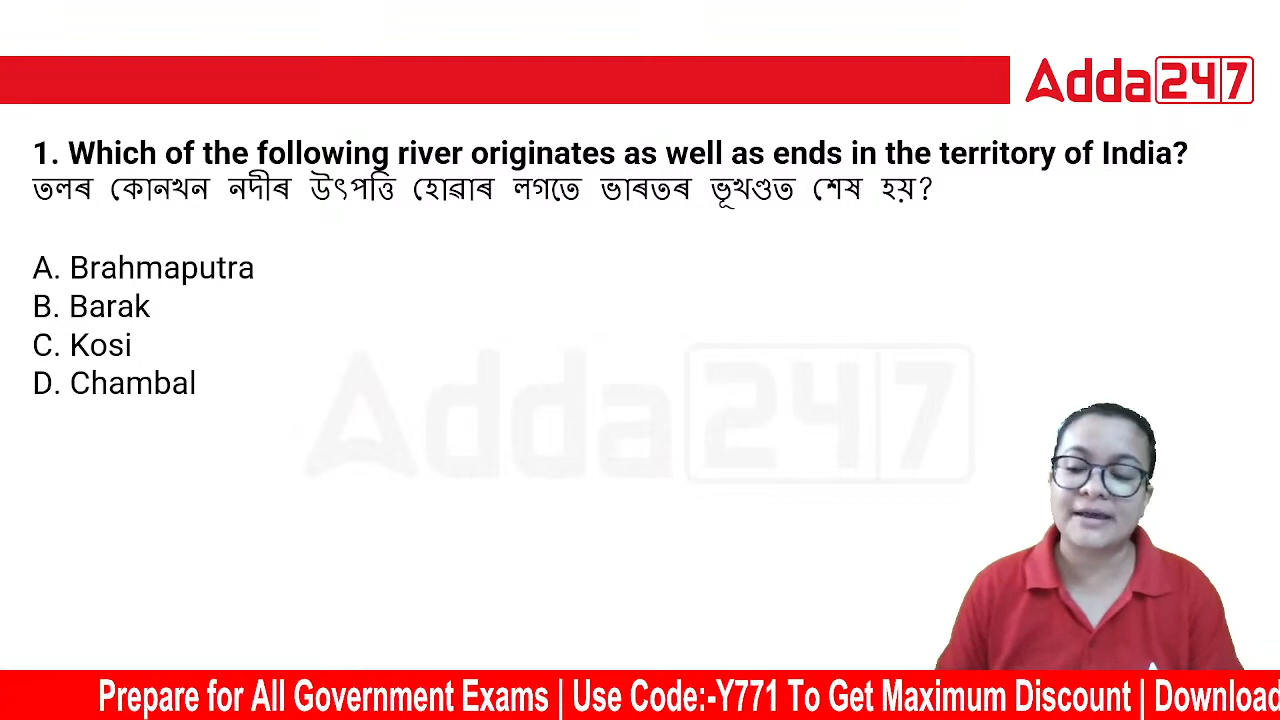 Adda247
1. Which of the following river originates as well as ends in the territory of India?
তলৰ কোনখন নদীৰ উৎপত্তি হোৱাৰ লগতে ভাৰতৰ ভূখণ্ডত শেষ হয়?
A. Brahmaputra
B. Barak
C. Kosi
D. Chambal
Adda247
Prepare for All Government Exams | Use Code:-Y771 To Get Maximum Discount | Download